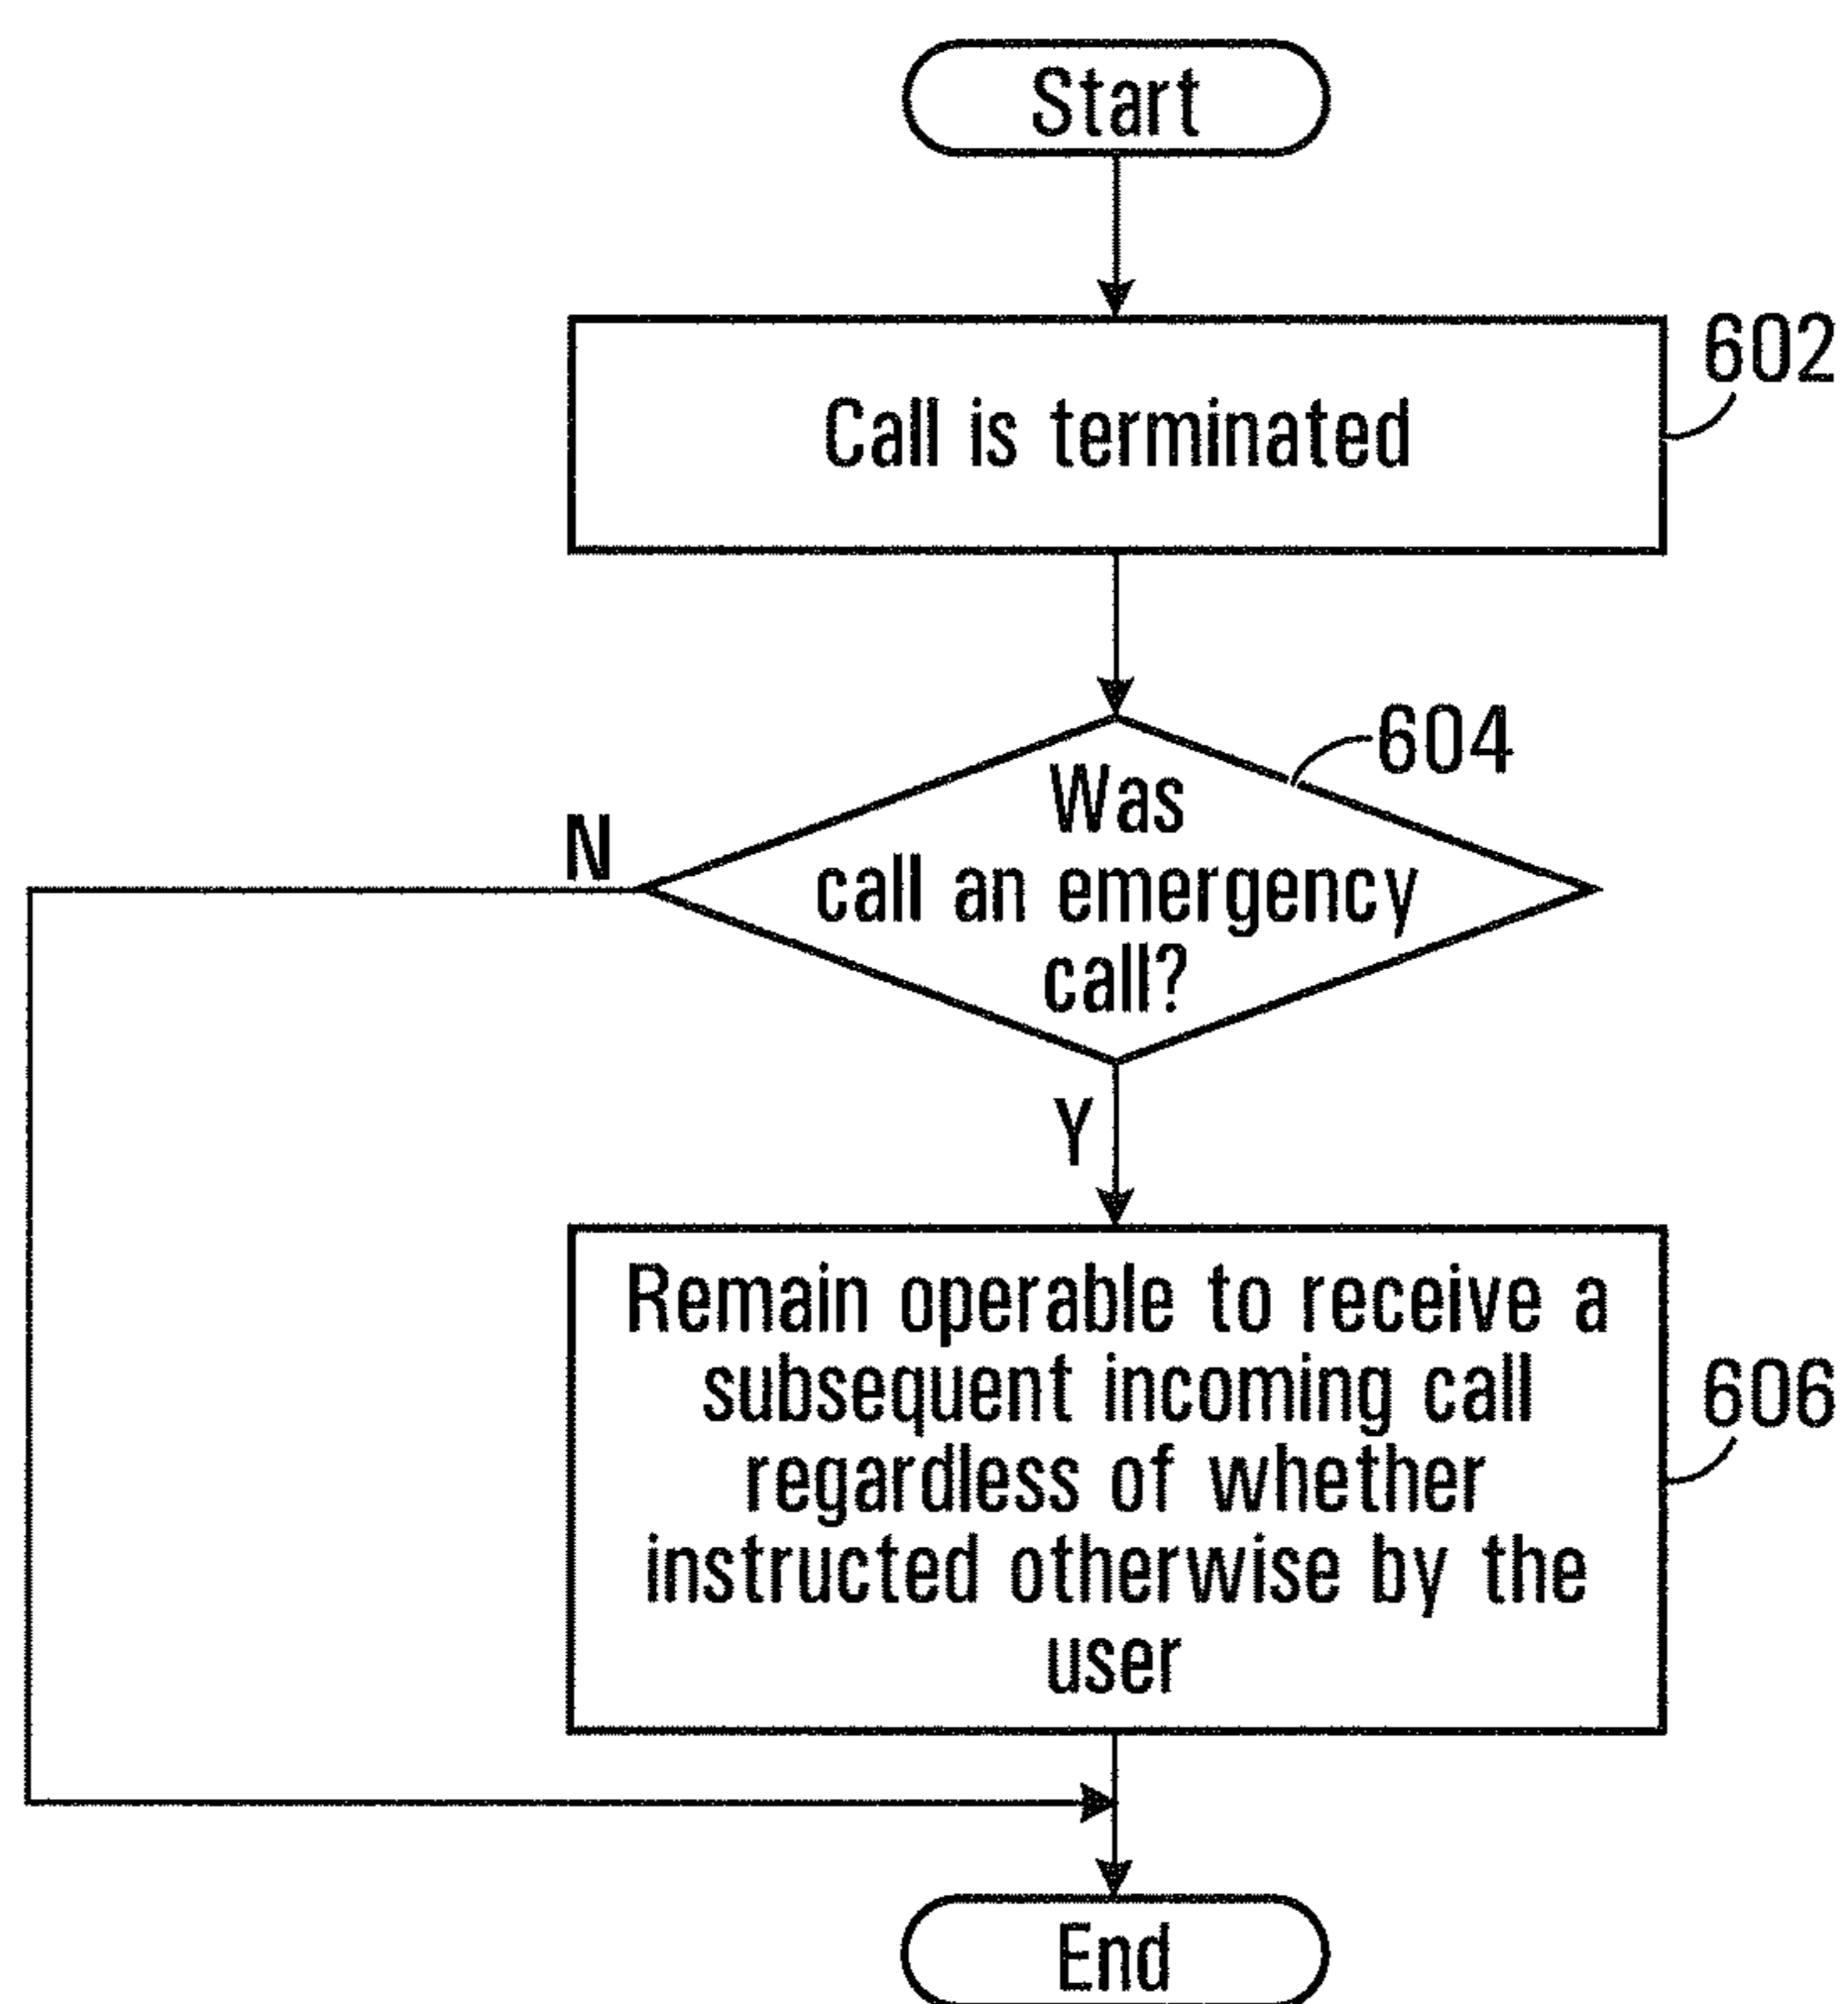 Start
602
Call is terminated
604
Was
call an emergency
call?
N
Y
Remain operable to receive a
subsequent incoming call
606
regardless of whether
instructed otherwise by the
user
End